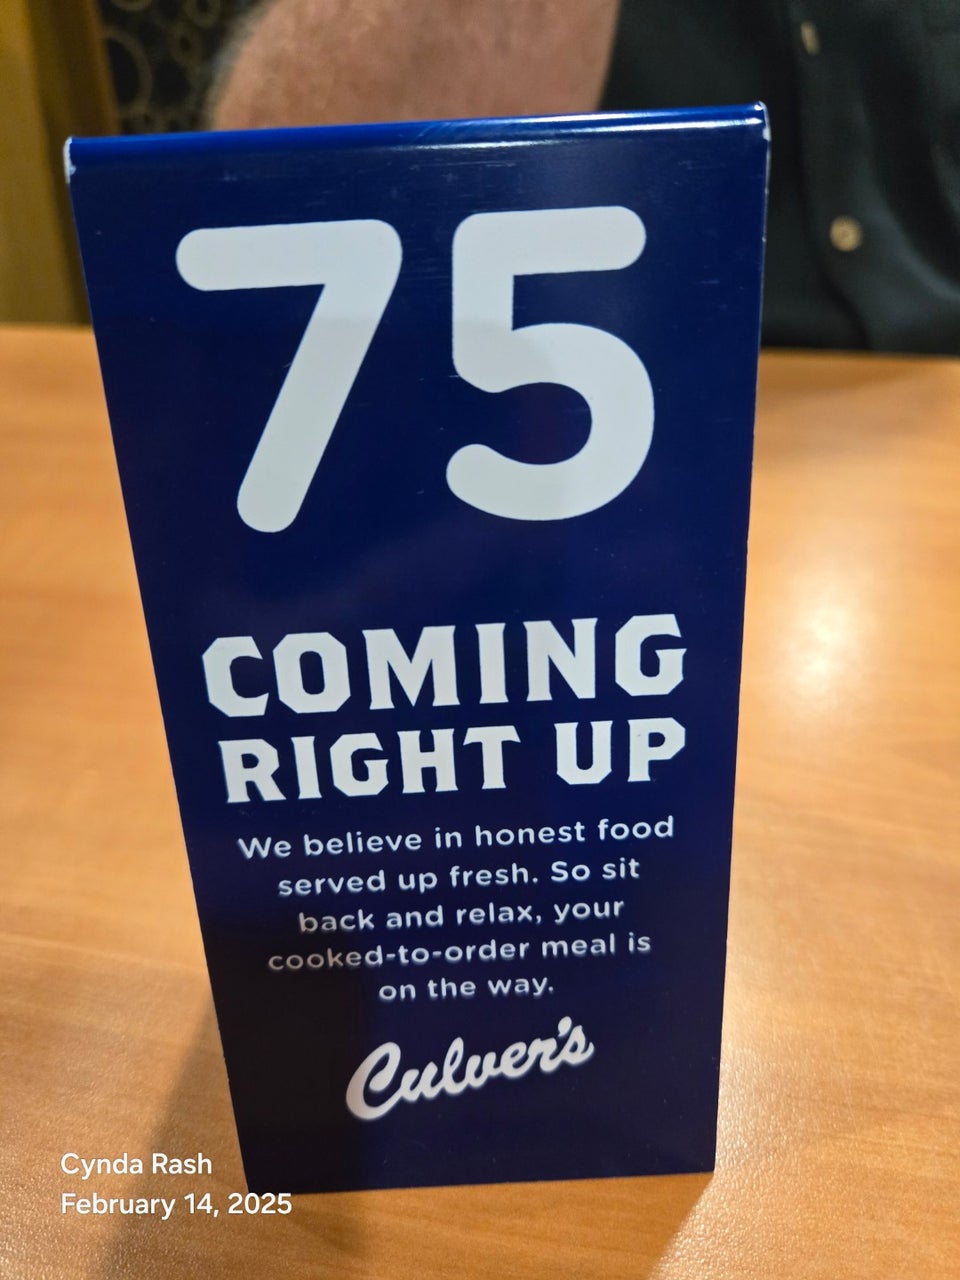 75
COMING
RIGHT UP
We believe in honest food
served up fresh. So sit
back and relax, your
cooked-to-order meal is
on the way.
Culver's
Cynda Rash
February 14, 2025